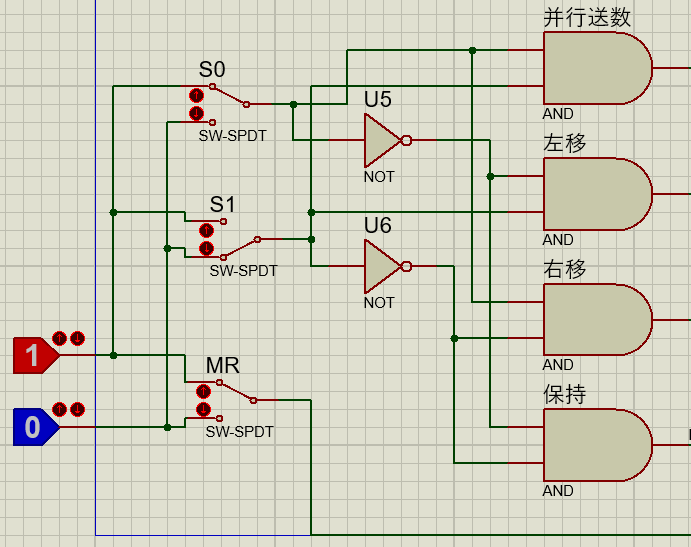 并行送数
S0
U5
AND
SW-SPDT
左移
NOT
S1
U6
AND
右移
SW-SPDT
NOT
1
MR
AND
保持
0
SW-SPDT
AND